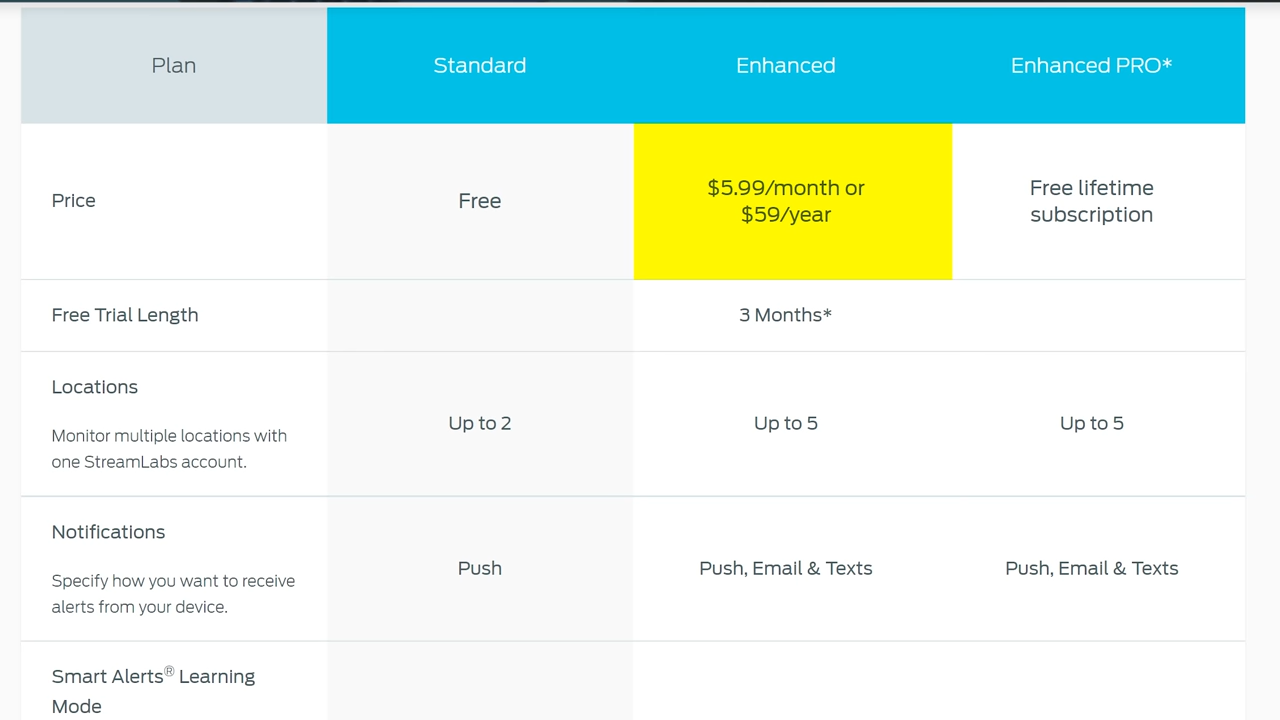 Plan
Standard
Enhanced
Enhanced PRO*
Price
Free
$5.99/month or
$59/year
Free lifetime
subscription
Free Trial Length
3 Months*
Locations
Monitor multiple locations with
one StreamLabs account.
Up to 2
Up to 5
Up to 5
Notifications
Specify how you want to receive
alerts from your device.
Push
Push, Email & Texts
Push, Email & Texts
Smart Alerts® Learning
Mode